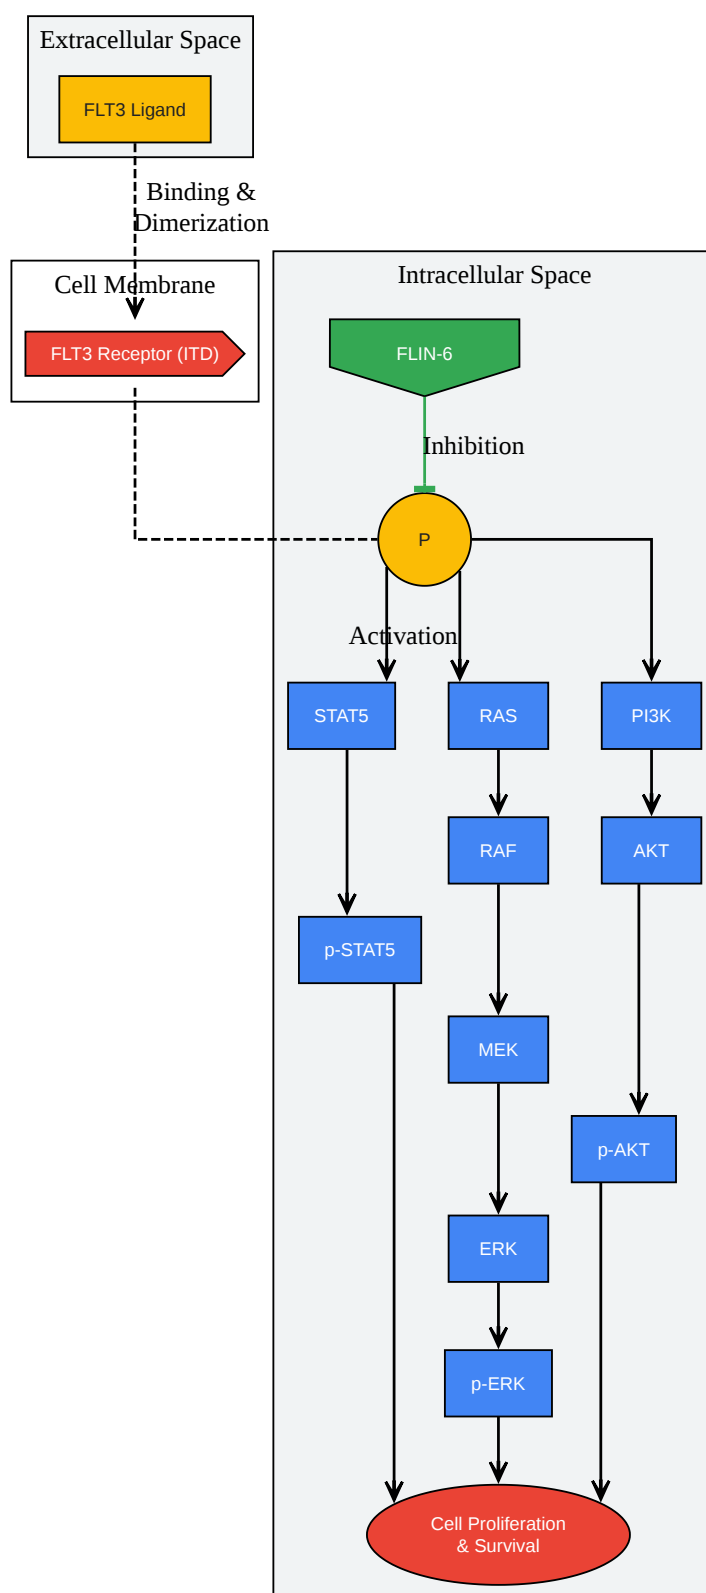 Extracellular Space
FLT3 Ligand
Binding &
Dimerization
Cell Membrane
FLT3 Receptor (ITD)
Intracellular Space
FLIN-6
Inhibition
P
Activation
STAT5
RAS
PI3K
RAF
AKT
p-STAT5
MEK
p-AKT
ERK
p-ERK
Cell Proliferation
& Survival